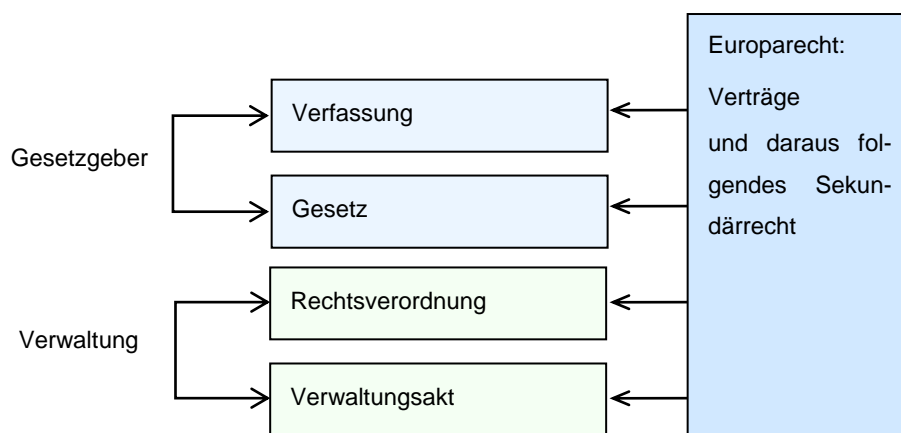 Gesetzgeber
Verwaltung
Verfassung
Gesetz
Rechtsverordnung
Verwaltungsakt
Europarecht:
Verträge
und daraus fol-
gendes Sekun-
därrecht